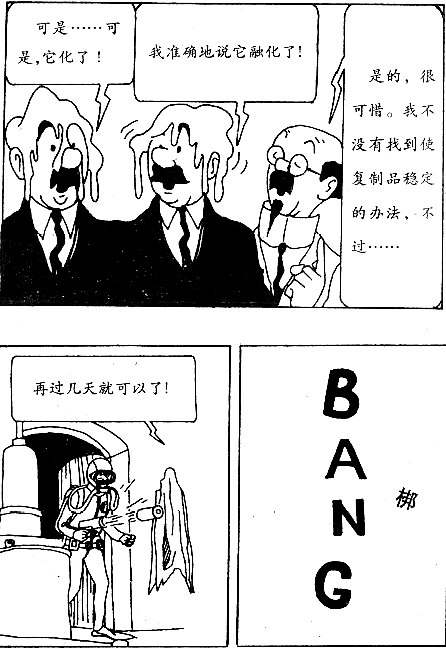 可是……可
是,它化了！
我准确地说它融化了!
是的，很
可惜。我不
没有找到使
复制品稳定
的办法，不
过……
再过几天就可以了!
B
A
N
G
梆